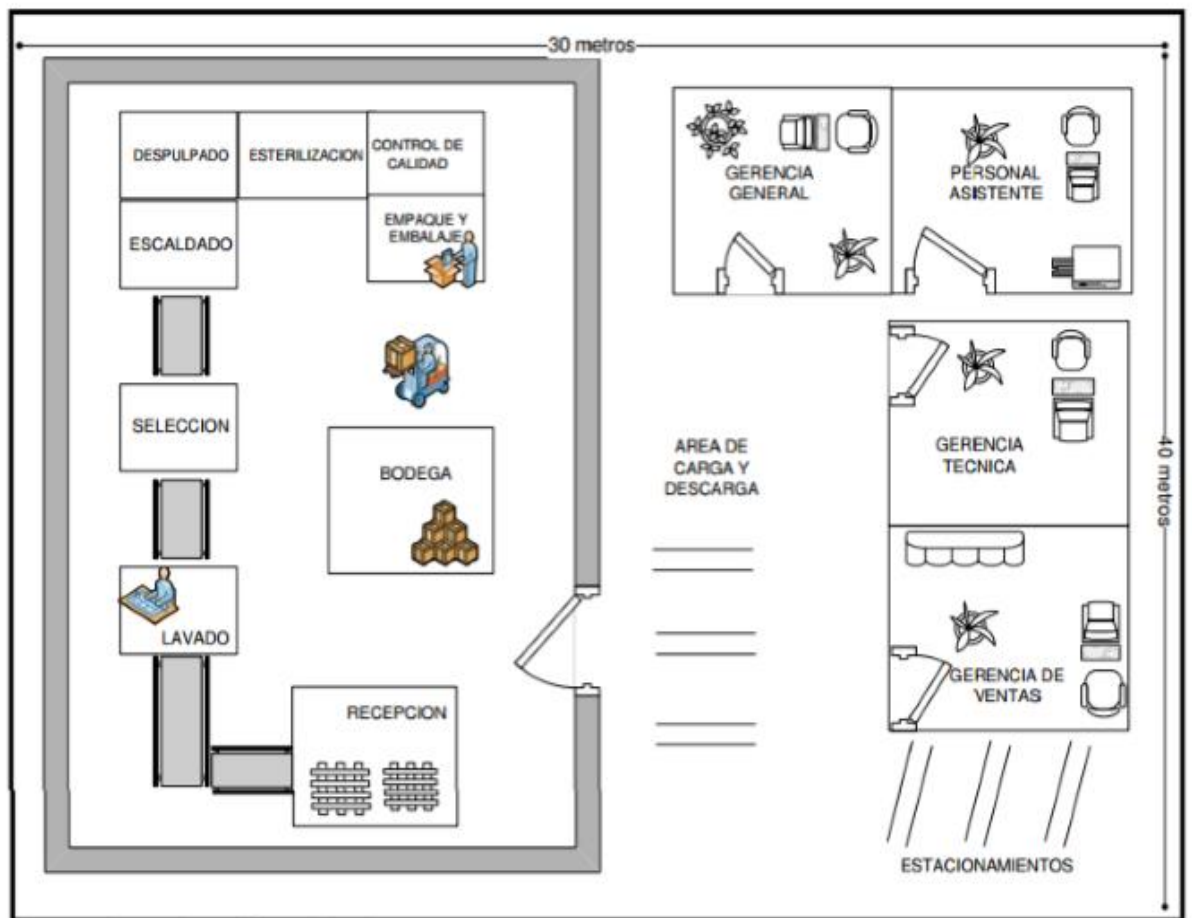 30 metros
DESPULPADO
ESTERILIZACION
CONTROL DE
CALIDAD
ESCALDADO
EMPAQUE Y
EMBALAJE
SELECCION
BODEGA
LAVADO
RECEPCION
GERENCIA
GENERAL
PERSONAL
ASISTENTE
AREA DE
CARGA Y
DESCARGA
GERENCIA
TECNICA
40 metros
GERENCIA DE
VENTAS
ESTACIONAMIENTOS